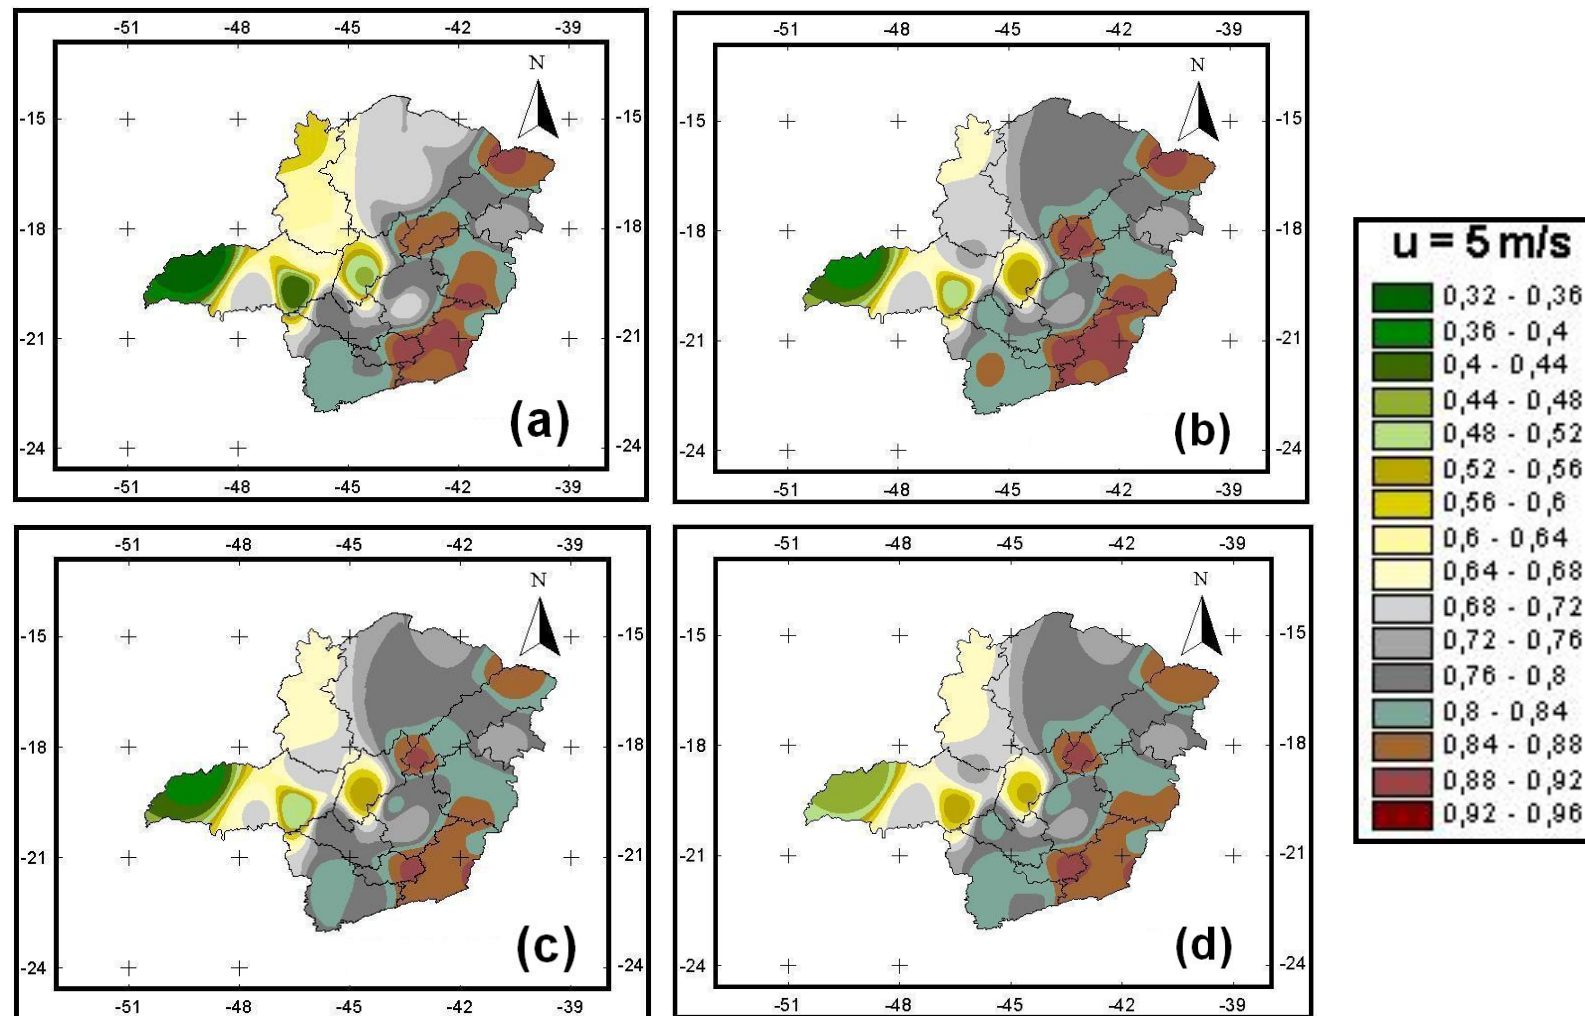 -51 -48 -45 -42 -39
N
-15 -15
-18 -18
-21 -21
-24 -24
(a)
-51 -48 -45 -42 -39
-51 -48 -45 -42 -39
N
-15 -15
-18 -18
-21 -21
-24 -24
(b)
-51 -48 -45 -42 -39
-51 -48 -45 -42 -39
N
-15 -15
-18 -18
-21 -21
-24 -24
(c)
-51 -48 -45 -42 -39
-51 -48 -45 -42 -39
N
-15 -15
-18 -18
-21 -21
-24 -24
(d)
-51 -48 -45 -42 -39
u = 5 m/s
0,32 - 0,36
0,36 - 0,4
0,4 - 0,44
0,44 - 0,48
0,48 - 0,52
0,52 - 0,56
0,56 - 0,6
0,6 - 0,64
0,64 - 0,68
0,68 - 0,72
0,72 - 0,76
0,76 - 0,8
0,8 - 0,84
0,84 - 0,88
0,88 - 0,92
0,92 - 0,96